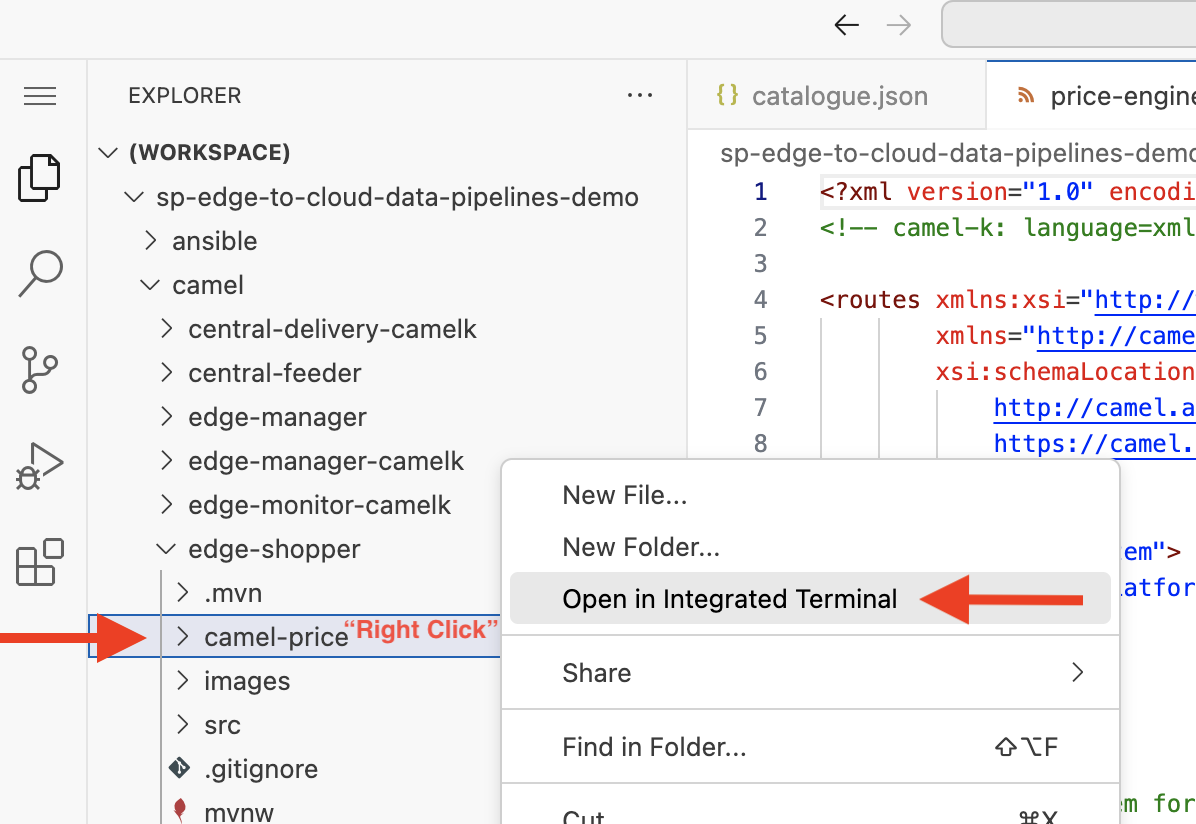 EXPLORER
(WORKSPACE)
sp-edge-to-cloud-data-pipelines-demo
ansible
camel
central-delivery-camelk
central-feeder
edge-manager
edge-manager-camelk
edge-monitor-camelk
edge-shopper
.mvn
camel-price
“Right Click”
images
src
.gitignore
mvnw
{} catalogue.json
price-engine
sp-edge-to-cloud-data-pipelines-demo
1 <?xml version="1.0" encodi
2 <!-- camel-k: language=xml
3
4 <routes xmlns:xsi="http://
5 xmlns="http://came
6 xsi:schemaLocation
7 http://camel.a
8 https://camel.
em">
latfor
em for
New File...
New Folder...
Open in Integrated Terminal
Share
Find in Folder... ⇧⌥F
Cut ⌘X